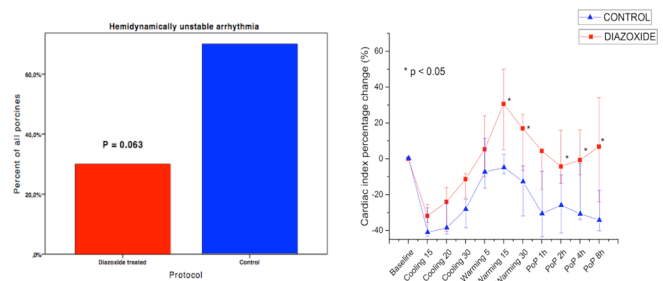 Hemidynamically unstable arrhythmia
Percent of all porcines
60,0%
40,0%
20,0%
,0%
P = 0.063
Diazoxide treated
Control
Protocol
CONTROL
DIAZOXIDE
Cardiac index percentage change (%)
60
40
20
0
-20
-40
* p < 0.05
*
*
*
*
*
Baseline
Cooling 15
Cooling 20
Cooling 30
Warming 5
Warming 15
Warming 30
PoP 1h
PoP 2h
PoP 4h
PoP 8h